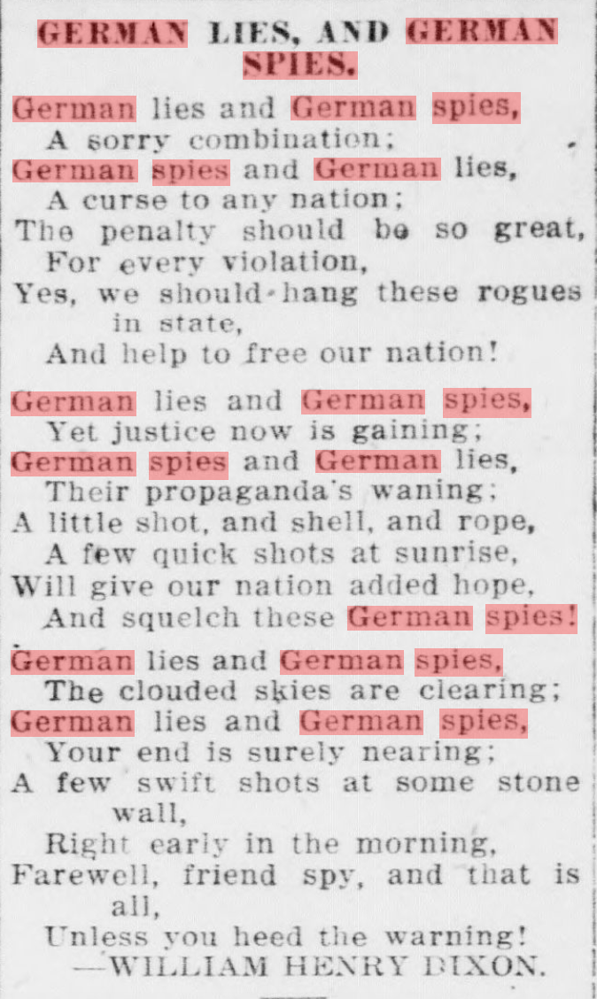 GERMAN LIES, AND GERMAN
SPIES.
German lies and German spies,
A sorry combination;
German spies and German lies,
A curse to any nation;
The penalty should be so great,
For every violation,
Yes, we should hang these rogues
in state,
And help to free our nation!
German lies and German spies,
Yet justice now is gaining;
German spies and German lies,
Their propaganda's waning;
A little shot, and shell, and rope,
A few quick shots at sunrise,
Will give our nation added hope,
And squelch these German spies!
German lies and German spies,
The clouded skies are clearing;
German lies and German spies,
Your end is surely nearing;
A few swift shots at some stone
wall,
Right early in the morning,
Farewell, friend spy, and that is
all,
Unless you heed the warning!
—WILLIAM HENRY DIXON.